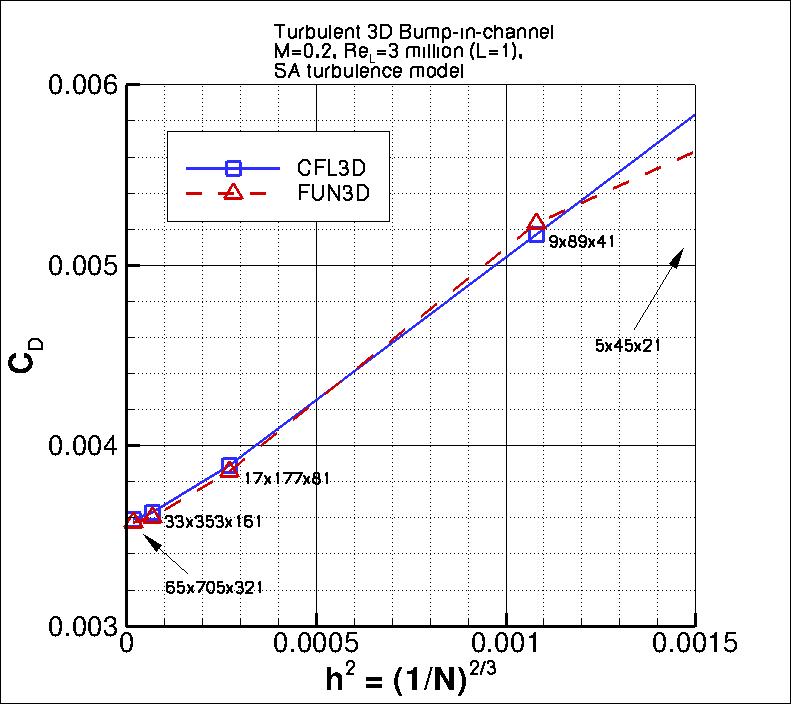 Turbulent 3D Bump-in-channel
M=0.2, Re_L=3 million (L=1),
SA turbulence model
0.006
CFL3D
FUN3D
9x89x41
0.005
5x45x21
C_D
0.004
17x177x81
33x353x161
65x705x321
0.003
0 0.0005 0.001 0.0015
h² = (1/N)^2/3